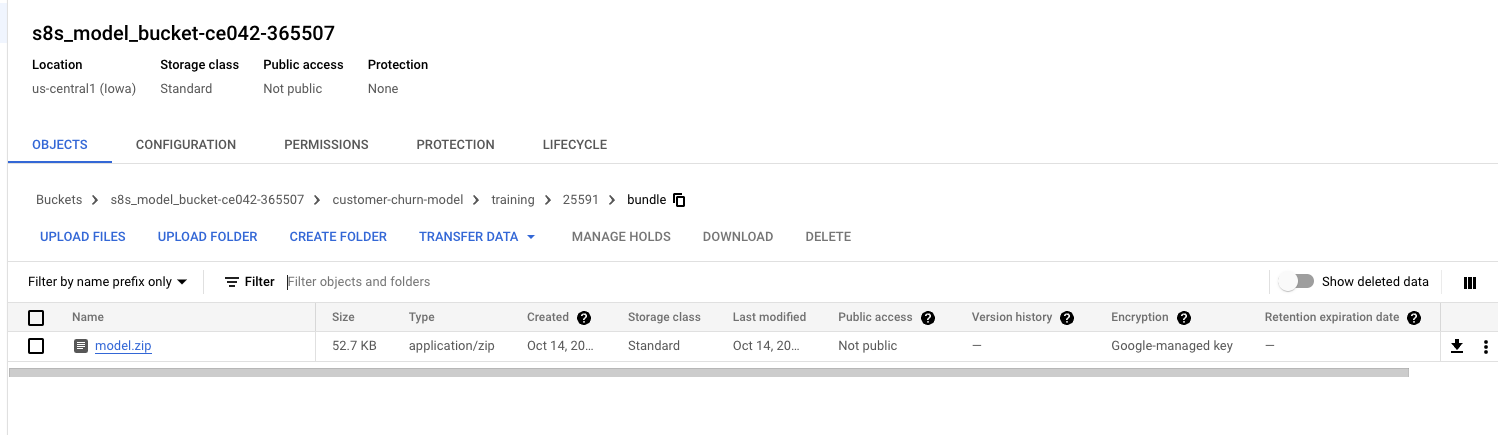 s8s_model_bucket-ce042-365507
Location Storage class Public access Protection
us-central1 (Iowa) Standard Not public None
OBJECTS CONFIGURATION PERMISSIONS PROTECTION LIFECYCLE
Buckets > s8s_model_bucket-ce042-365507 > customer-churn-model > training > 25591 > bundle
UPLOAD FILES UPLOAD FOLDER CREATE FOLDER TRANSFER DATA MANAGE HOLDS DOWNLOAD DELETE
Filter by name prefix only Filter Filter objects and folders Show deleted data
Name Size Type Created Storage class Last modified Public access Version history Encryption Retention expiration date
model.zip 52.7 KB application/zip Oct 14, 20... Standard Oct 14, 20... Not public — Google-managed key —